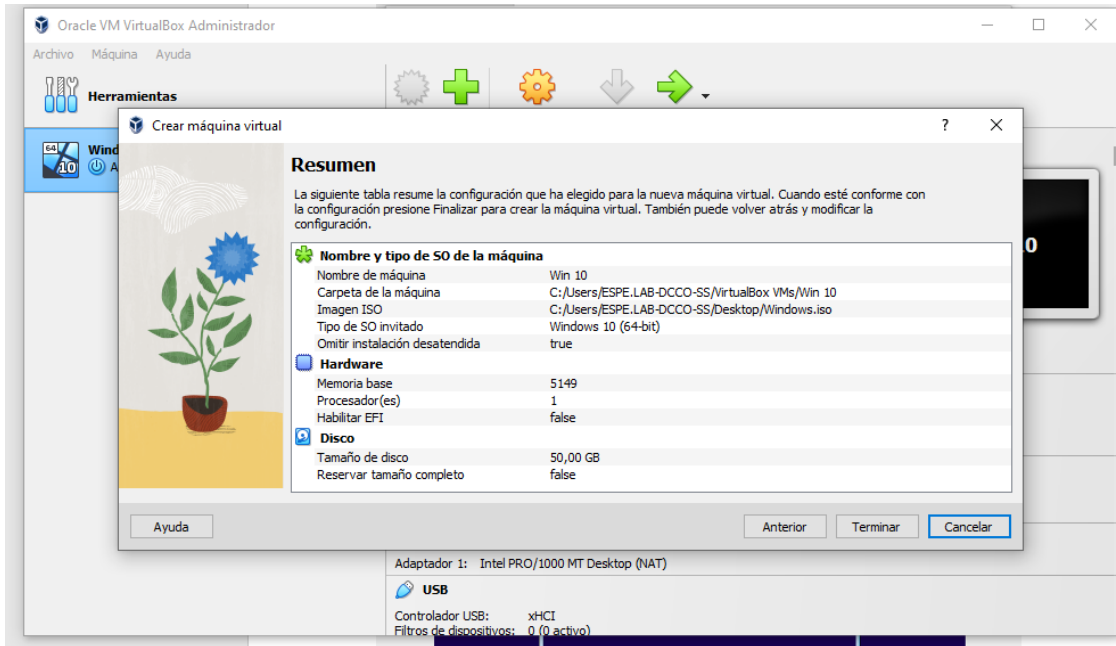 Oracle VM VirtualBox Administrador
Archivo Máquina Ayuda
Herramientas
Crear máquina virtual ?
64 Wind
10 A
Resumen
La siguiente tabla resume la configuración que ha elegido para la nueva máquina virtual. Cuando esté conforme con
la configuración presione Finalizar para crear la máquina virtual. También puede volver atrás y modificar la
configuración.
0
Nombre y tipo de SO de la máquina
Nombre de máquina Win 10
Carpeta de la máquina C:/Users/ESPE.LAB-DCCO-SS/VirtualBox VMs/Win 10
Imagen ISO C:/Users/ESPE.LAB-DCCO-SS/Desktop/Windows.iso
Tipo de SO invitado Windows 10 (64-bit)
Omitir instalación desatendida true
Hardware
Memoria base 5149
Procesador(es) 1
Habilitar EFI false
Disco
Tamaño de disco 50,00 GB
Reservar tamaño completo false
Ayuda Anterior Terminar Cancelar
Adaptador 1: Intel PRO/1000 MT Desktop (NAT)
USB
Controlador USB: xHCI
Filtros de dispositivos: 0 (0 activo)